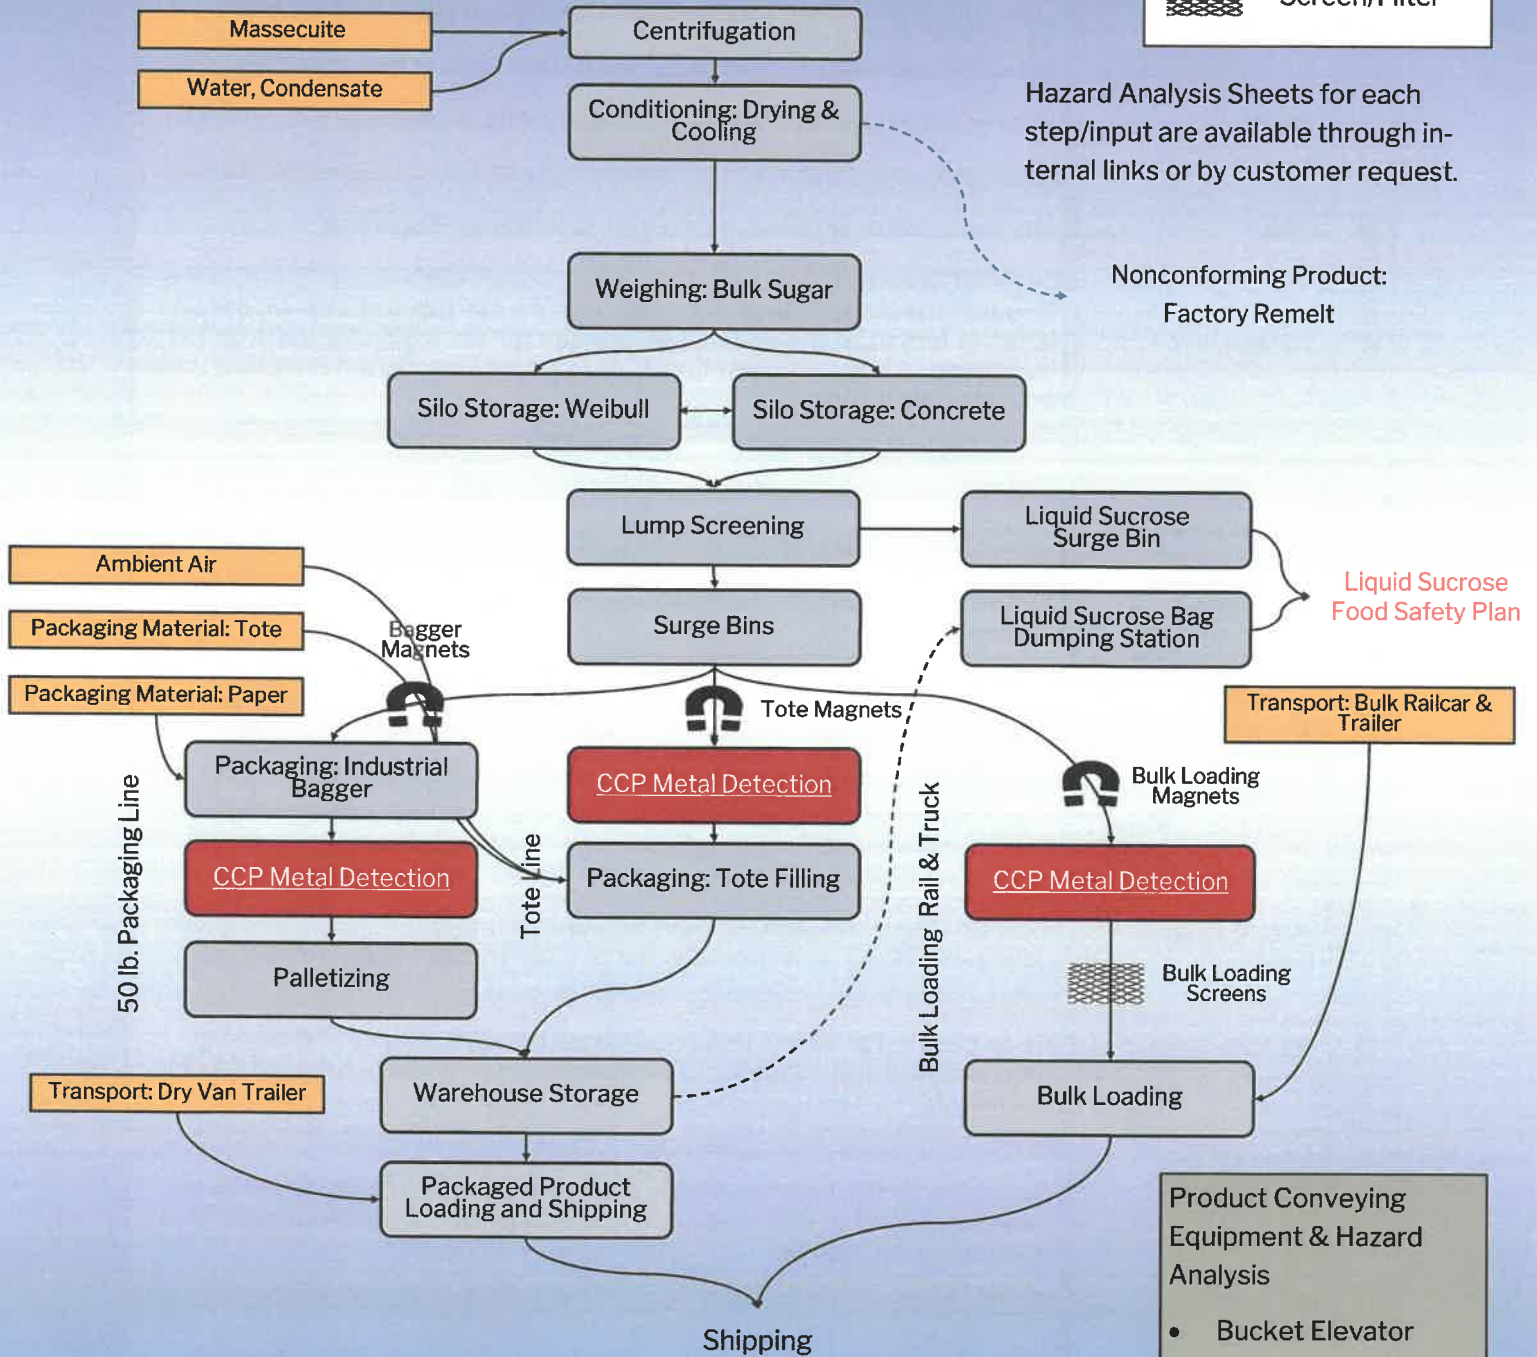 Screen/Filter
Massecuite
Water, Condensate
Centrifugation
Conditioning: Drying &
Cooling
Hazard Analysis Sheets for each
step/input are available through in-
ternal links or by customer request.
Weighing: Bulk Sugar
Nonconforming Product:
Factory Remelt
Silo Storage: Weibull
Silo Storage: Concrete
Lump Screening
Liquid Sucrose
Surge Bin
Ambient Air
Packaging Material: Tote
Packaging Material: Paper
Bagger
Magnets
Surge Bins
Liquid Sucrose Bag
Dumping Station
Liquid Sucrose
Food Safety Plan
Tote Magnets
Transport: Bulk Railcar &
Trailer
Packaging: Industrial
Bagger
CCP Metal Detection
Bulk Loading
Magnets
50 lb. Packaging Line
CCP Metal Detection
Tote Line
Packaging: Tote Filling
Bulk Loading Rail & Truck
CCP Metal Detection
Palletizing
Bulk Loading
Screens
Transport: Dry Van Trailer
Warehouse Storage
Bulk Loading
Packaged Product
Loading and Shipping
Product Conveying
Equipment & Hazard
Analysis
• Bucket Elevator
Shipping